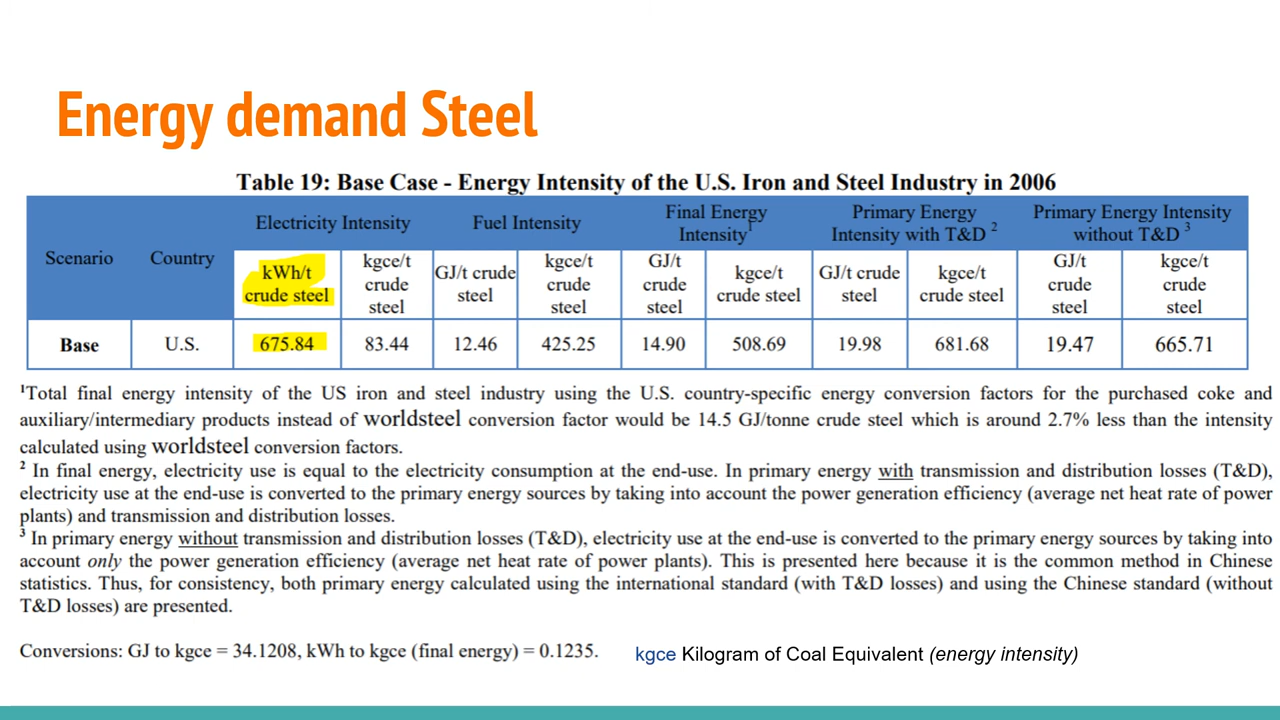 Energy demand Steel
Table 19: Base Case - Energy Intensity of the U.S. Iron and Steel Industry in 2006
Scenario Country Electricity Intensity Fuel Intensity Final Energy Intensity1 Primary Energy Intensity with T&D 2 Primary Energy Intensity without T&D 3
kWh/t crude steel kgce/t crude steel GJ/t crude steel kgce/t crude steel GJ/t crude steel kgce/t crude steel GJ/t crude steel kgce/t crude steel GJ/t crude steel kgce/t crude steel
Base U.S. 675.84 83.44 12.46 425.25 14.90 508.69 19.98 681.68 19.47 665.71
1Total final energy intensity of the US iron and steel industry using the U.S. country-specific energy conversion factors for the purchased coke and
auxiliary/intermediary products instead of worldsteel conversion factor would be 14.5 GJ/tonne crude steel which is around 2.7% less than the intensity
calculated using worldsteel conversion factors.
2 In final energy, electricity use is equal to the electricity consumption at the end-use. In primary energy with transmission and distribution losses (T&D),
electricity use at the end-use is converted to the primary energy sources by taking into account the power generation efficiency (average net heat rate of power
plants) and transmission and distribution losses.
3 In primary energy without transmission and distribution losses (T&D), electricity use at the end-use is converted to the primary energy sources by taking into
account only the power generation efficiency (average net heat rate of power plants). This is presented here because it is the common method in Chinese
statistics. Thus, for consistency, both primary energy calculated using the international standard (with T&D losses) and using the Chinese standard (without
T&D losses) are presented.
Conversions: GJ to kgce = 34.1208, kWh to kgce (final energy) = 0.1235.
kgce Kilogram of Coal Equivalent (energy intensity)